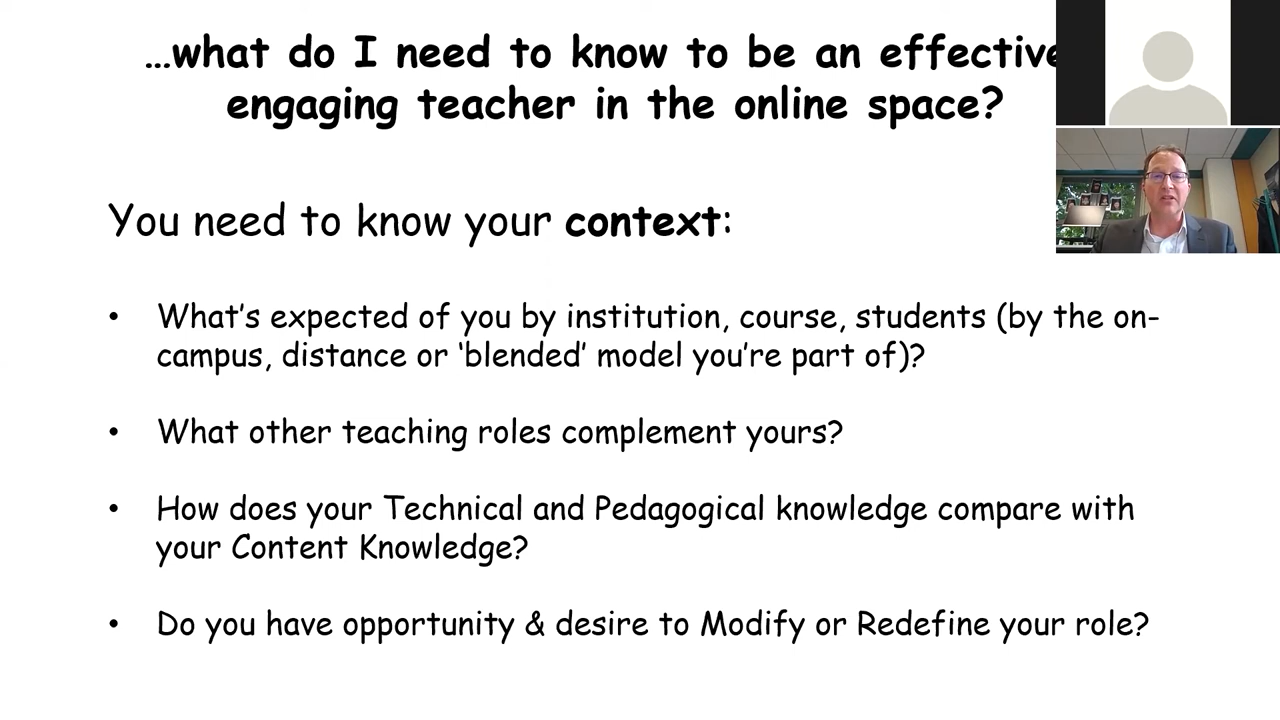 …what do I need to know to be an effective
engaging teacher in the online space?
You need to know your context:
• What's expected of you by institution, course, students (by the on-
campus, distance or ‘blended’ model you're part of)?
• What other teaching roles complement yours?
• How does your Technical and Pedagogical knowledge compare with
your Content Knowledge?
• Do you have opportunity & desire to Modify or Redefine your role?